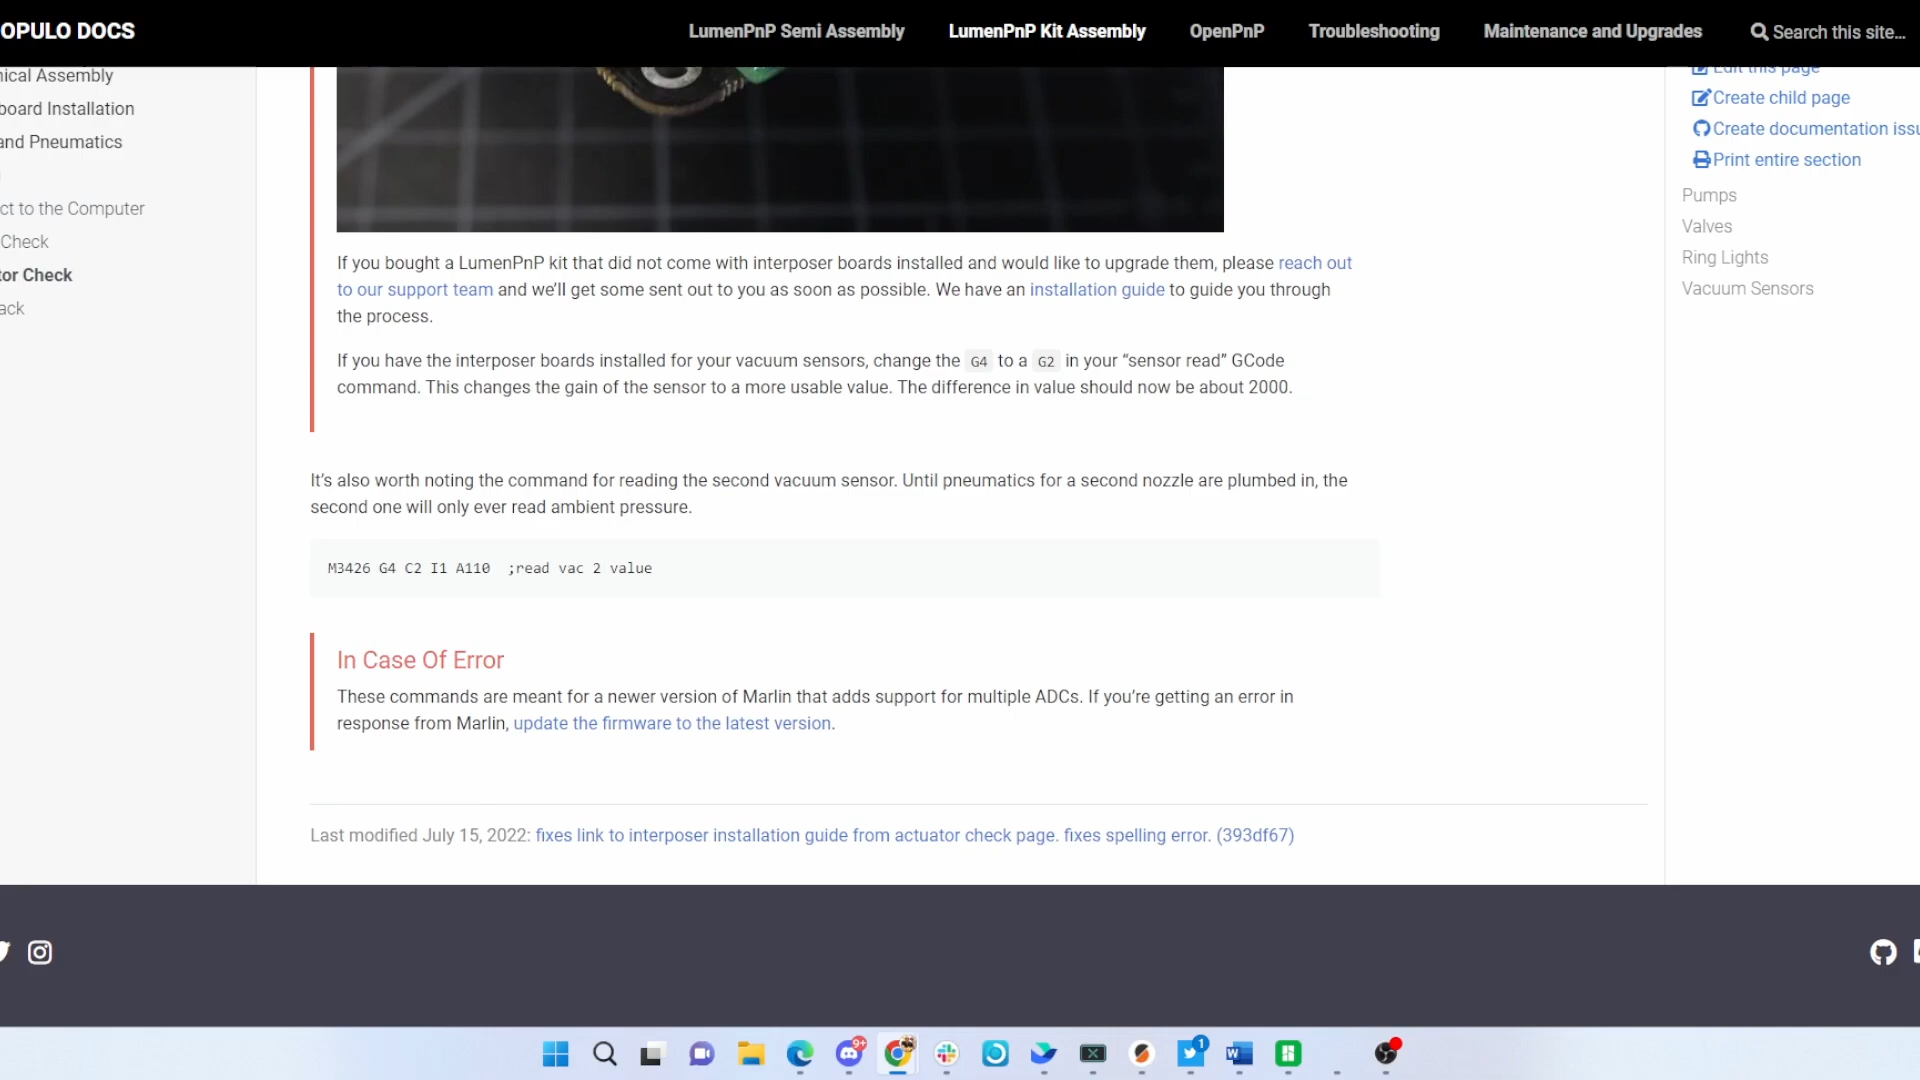 OPULO DOCS
LumenPnP Semi Assembly
LumenPnP Kit Assembly
OpenPnP
Troubleshooting
Maintenance and Upgrades
Search this site…
nical Assembly
board Installation
and Pneumatics
ct to the Computer
Check
tor Check
ack
Edit this page
Create child page
Create documentation issu
Print entire section
Pumps
Valves
Ring Lights
Vacuum Sensors
If you bought a LumenPnP kit that did not come with interposer boards installed and would like to upgrade them, please reach out
to our support team and we'll get some sent out to you as soon as possible. We have an installation guide to guide you through
the process.
If you have the interposer boards installed for your vacuum sensors, change the G4 to a G2 in your “sensor read” GCode
command. This changes the gain of the sensor to a more usable value. The difference in value should now be about 2000.
It's also worth noting the command for reading the second vacuum sensor. Until pneumatics for a second nozzle are plumbed in, the
second one will only ever read ambient pressure.
M3426 G4 C2 I1 A110  ;read vac 2 value
In Case Of Error
These commands are meant for a newer version of Marlin that adds support for multiple ADCs. If you're getting an error in
response from Marlin, update the firmware to the latest version.
Last modified July 15, 2022: fixes link to interposer installation guide from actuator check page. fixes spelling error. (393df67)
9+
1